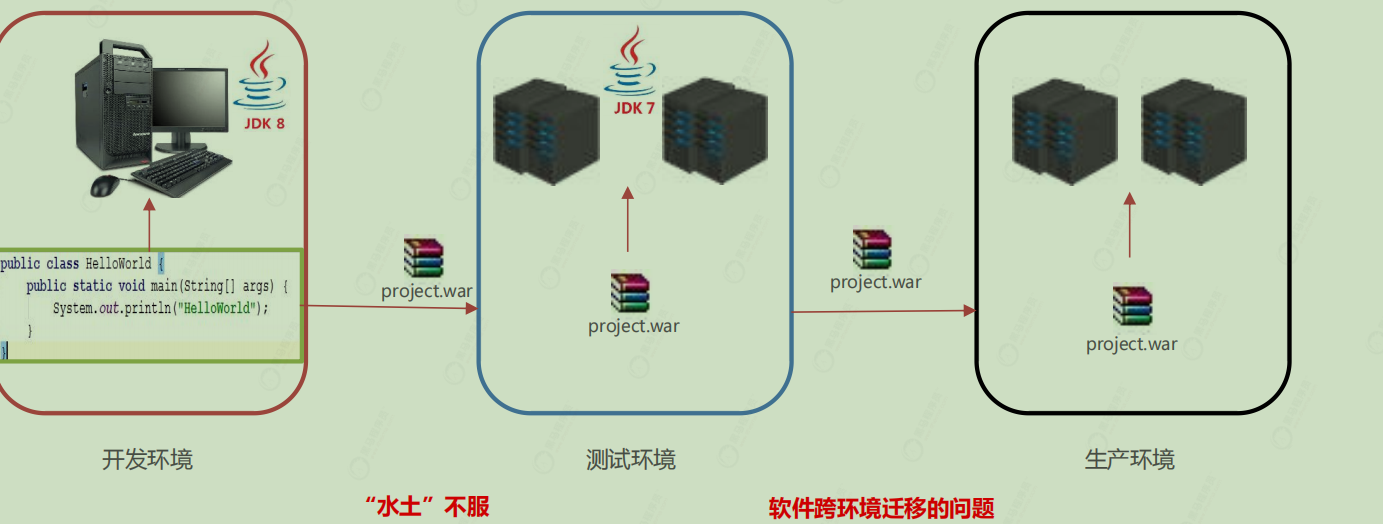 JDK 8
JDK 7
public class HelloWorld {
public static void main(String[] args) {
System.out.println("HelloWorld");
}
}
project.war
project.war
project.war
project.war
开发环境
测试环境
生产环境
“水土”不服
软件跨环境迁移的问题